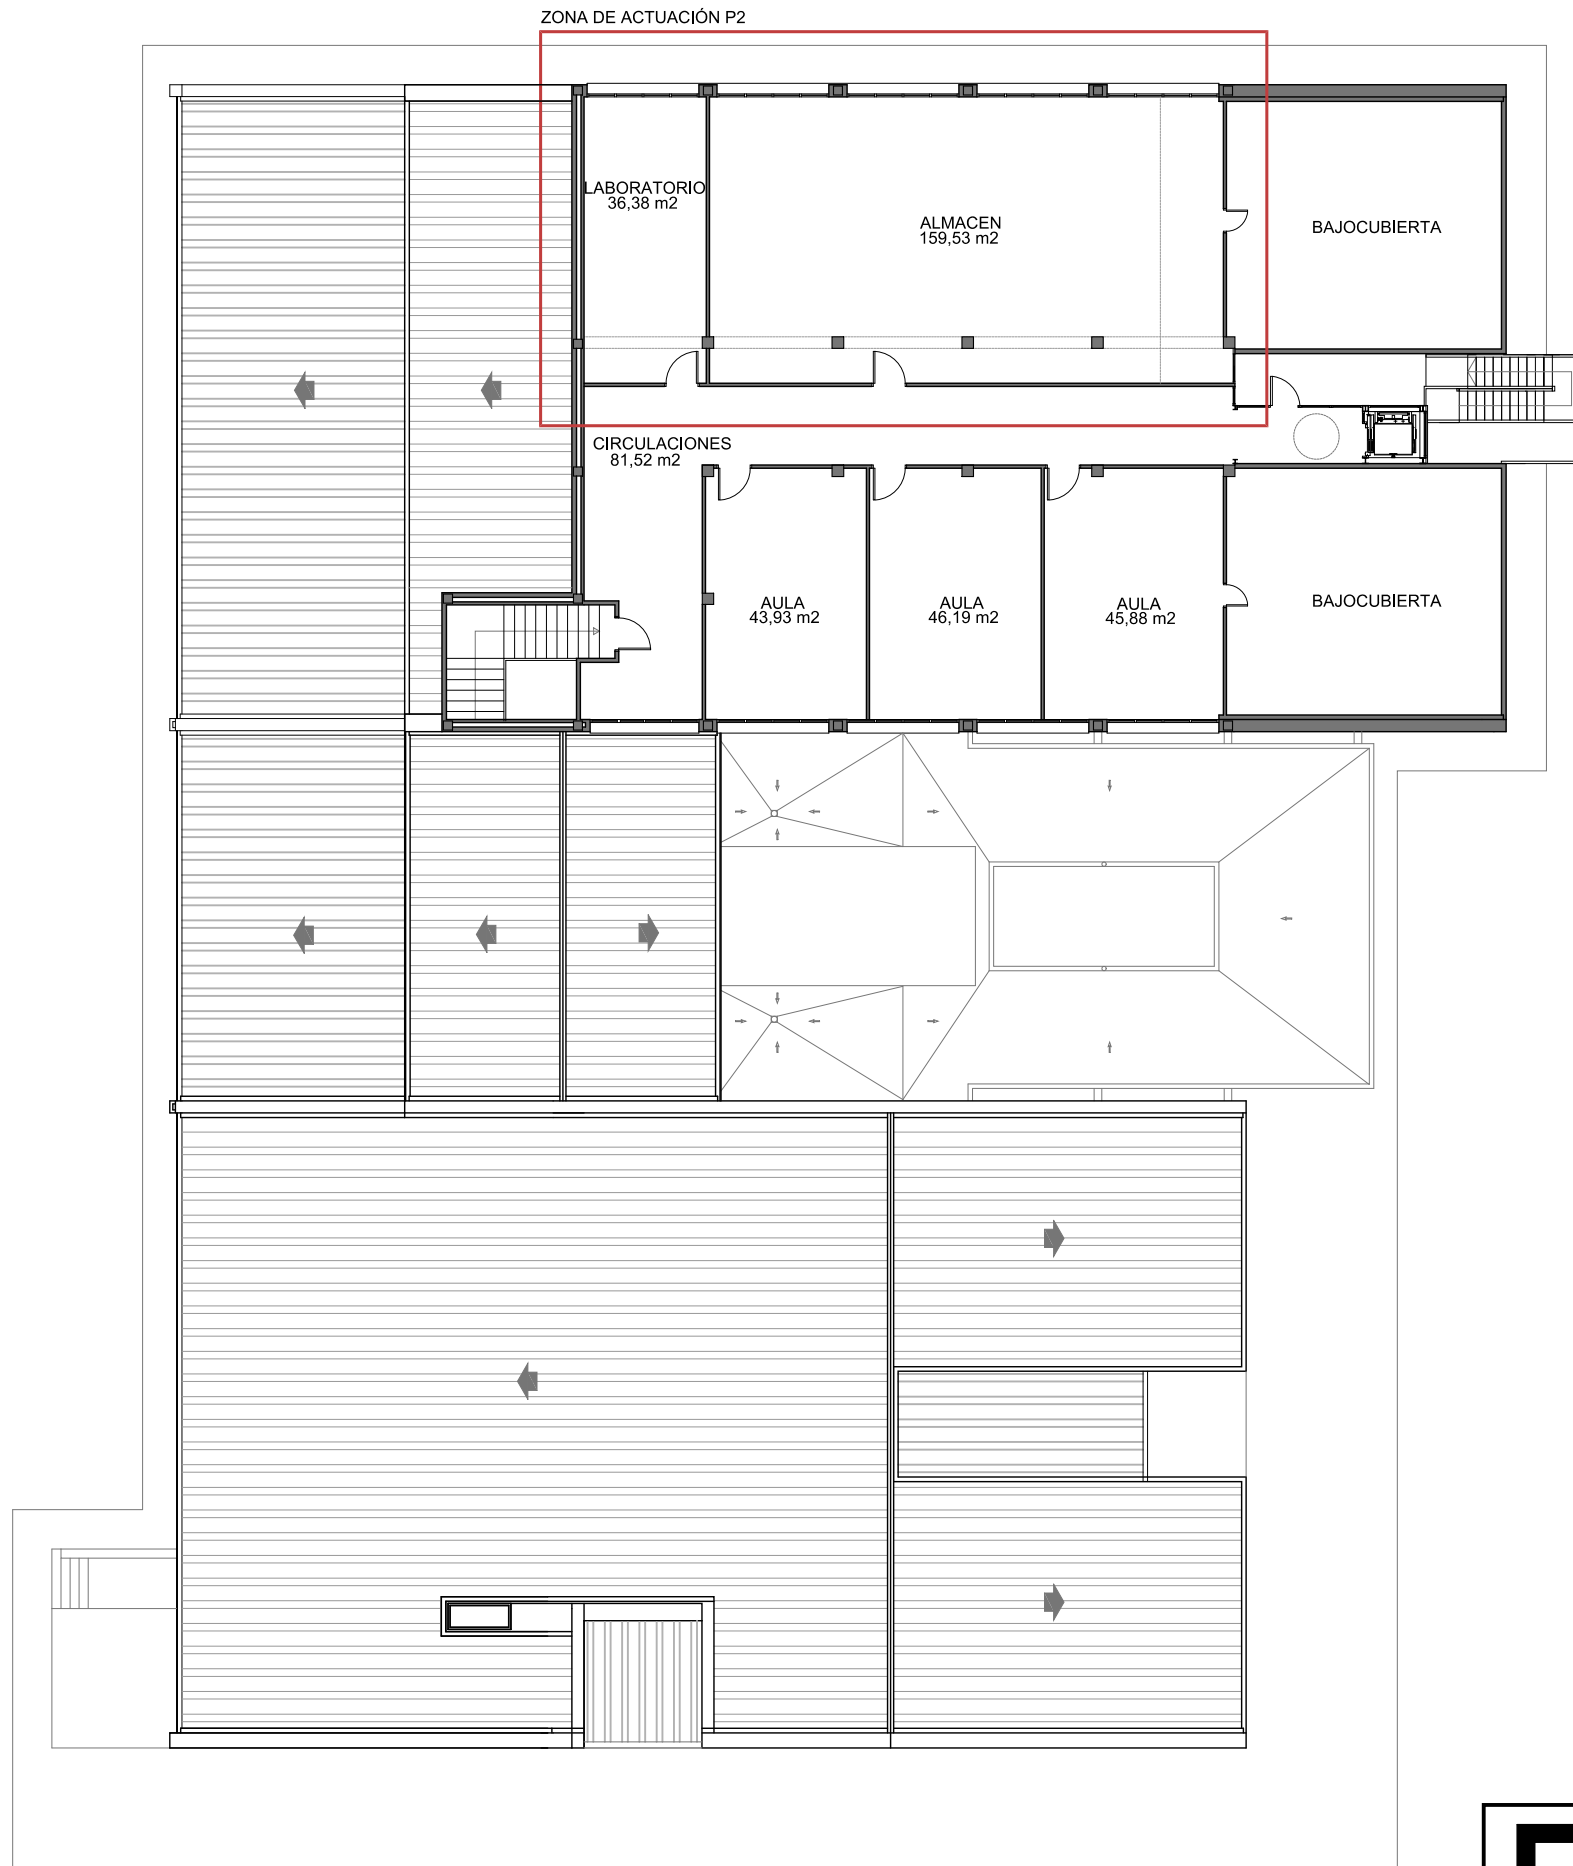 ZONA DE ACTUACIÓN P2
LABORATORIO
36,38 m2
ALMACEN
159,53 m2
BAJOCUBIERTA
CIRCULACIONES
81,52 m2
AULA
43,93 m2
AULA
46,19 m2
AULA
45,88 m2
BAJOCUBIERTA